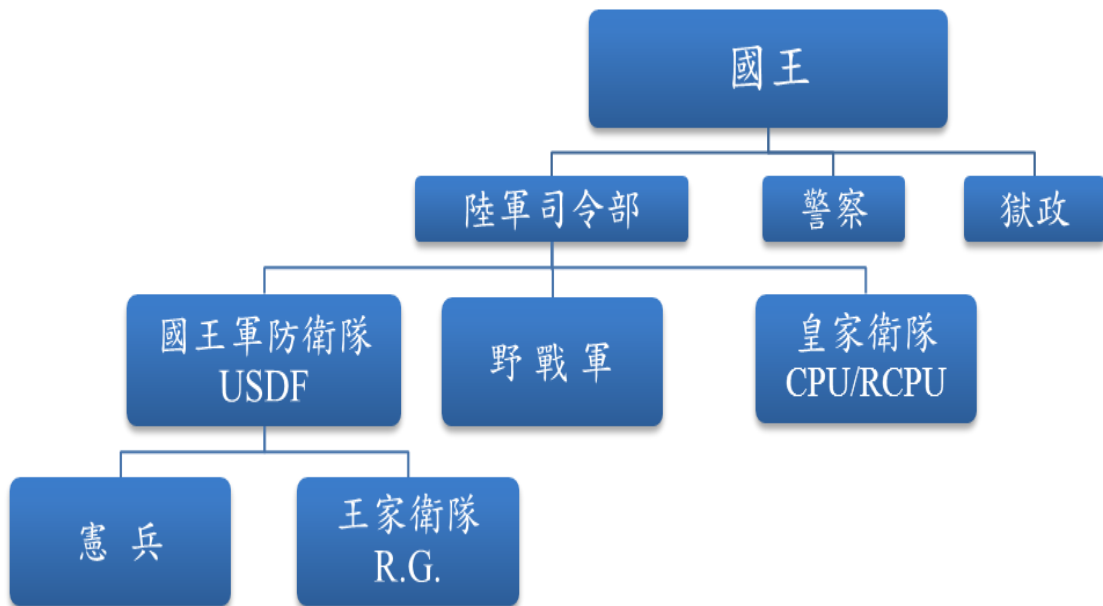 國王
陸軍司令部
警察
獄政
國王軍防衛隊
USDF
野戰軍
皇家衛隊
CPU/RCPU
憲兵
王家衛隊
R.G.